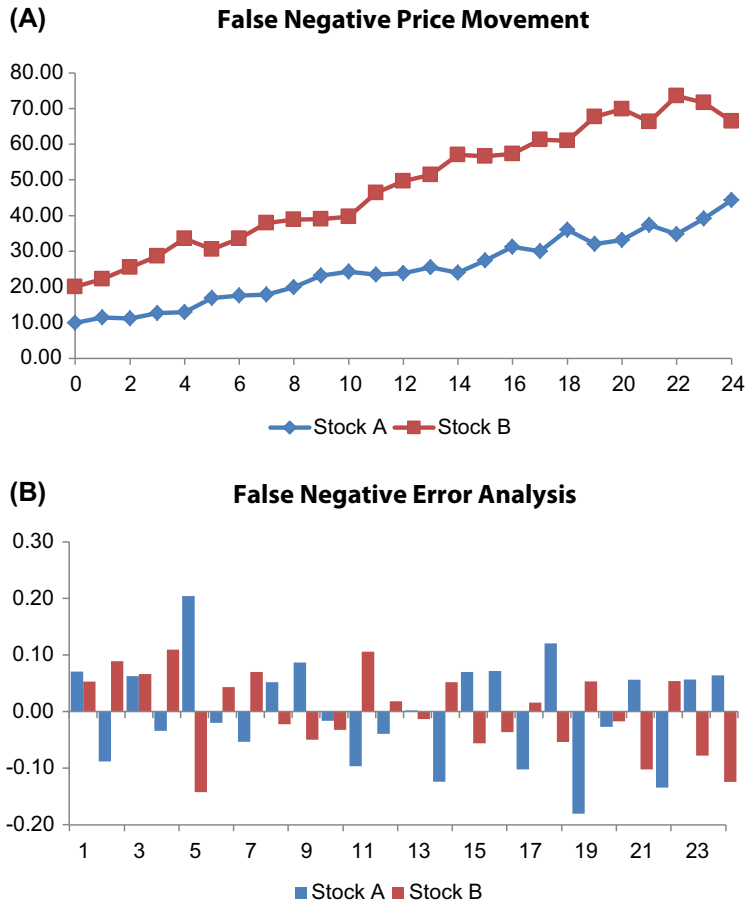 (A)
False Negative Price Movement
80.00
70.00
60.00
50.00
40.00
30.00
20.00
10.00
0.00
0 2 4 6 8 10 12 14 16 18 20 22 24
Stock A Stock B
(B)
False Negative Error Analysis
0.30
0.20
0.10
0.00
-0.10
-0.20
1 3 5 7 9 11 13 15 17 19 21 23
Stock A Stock B